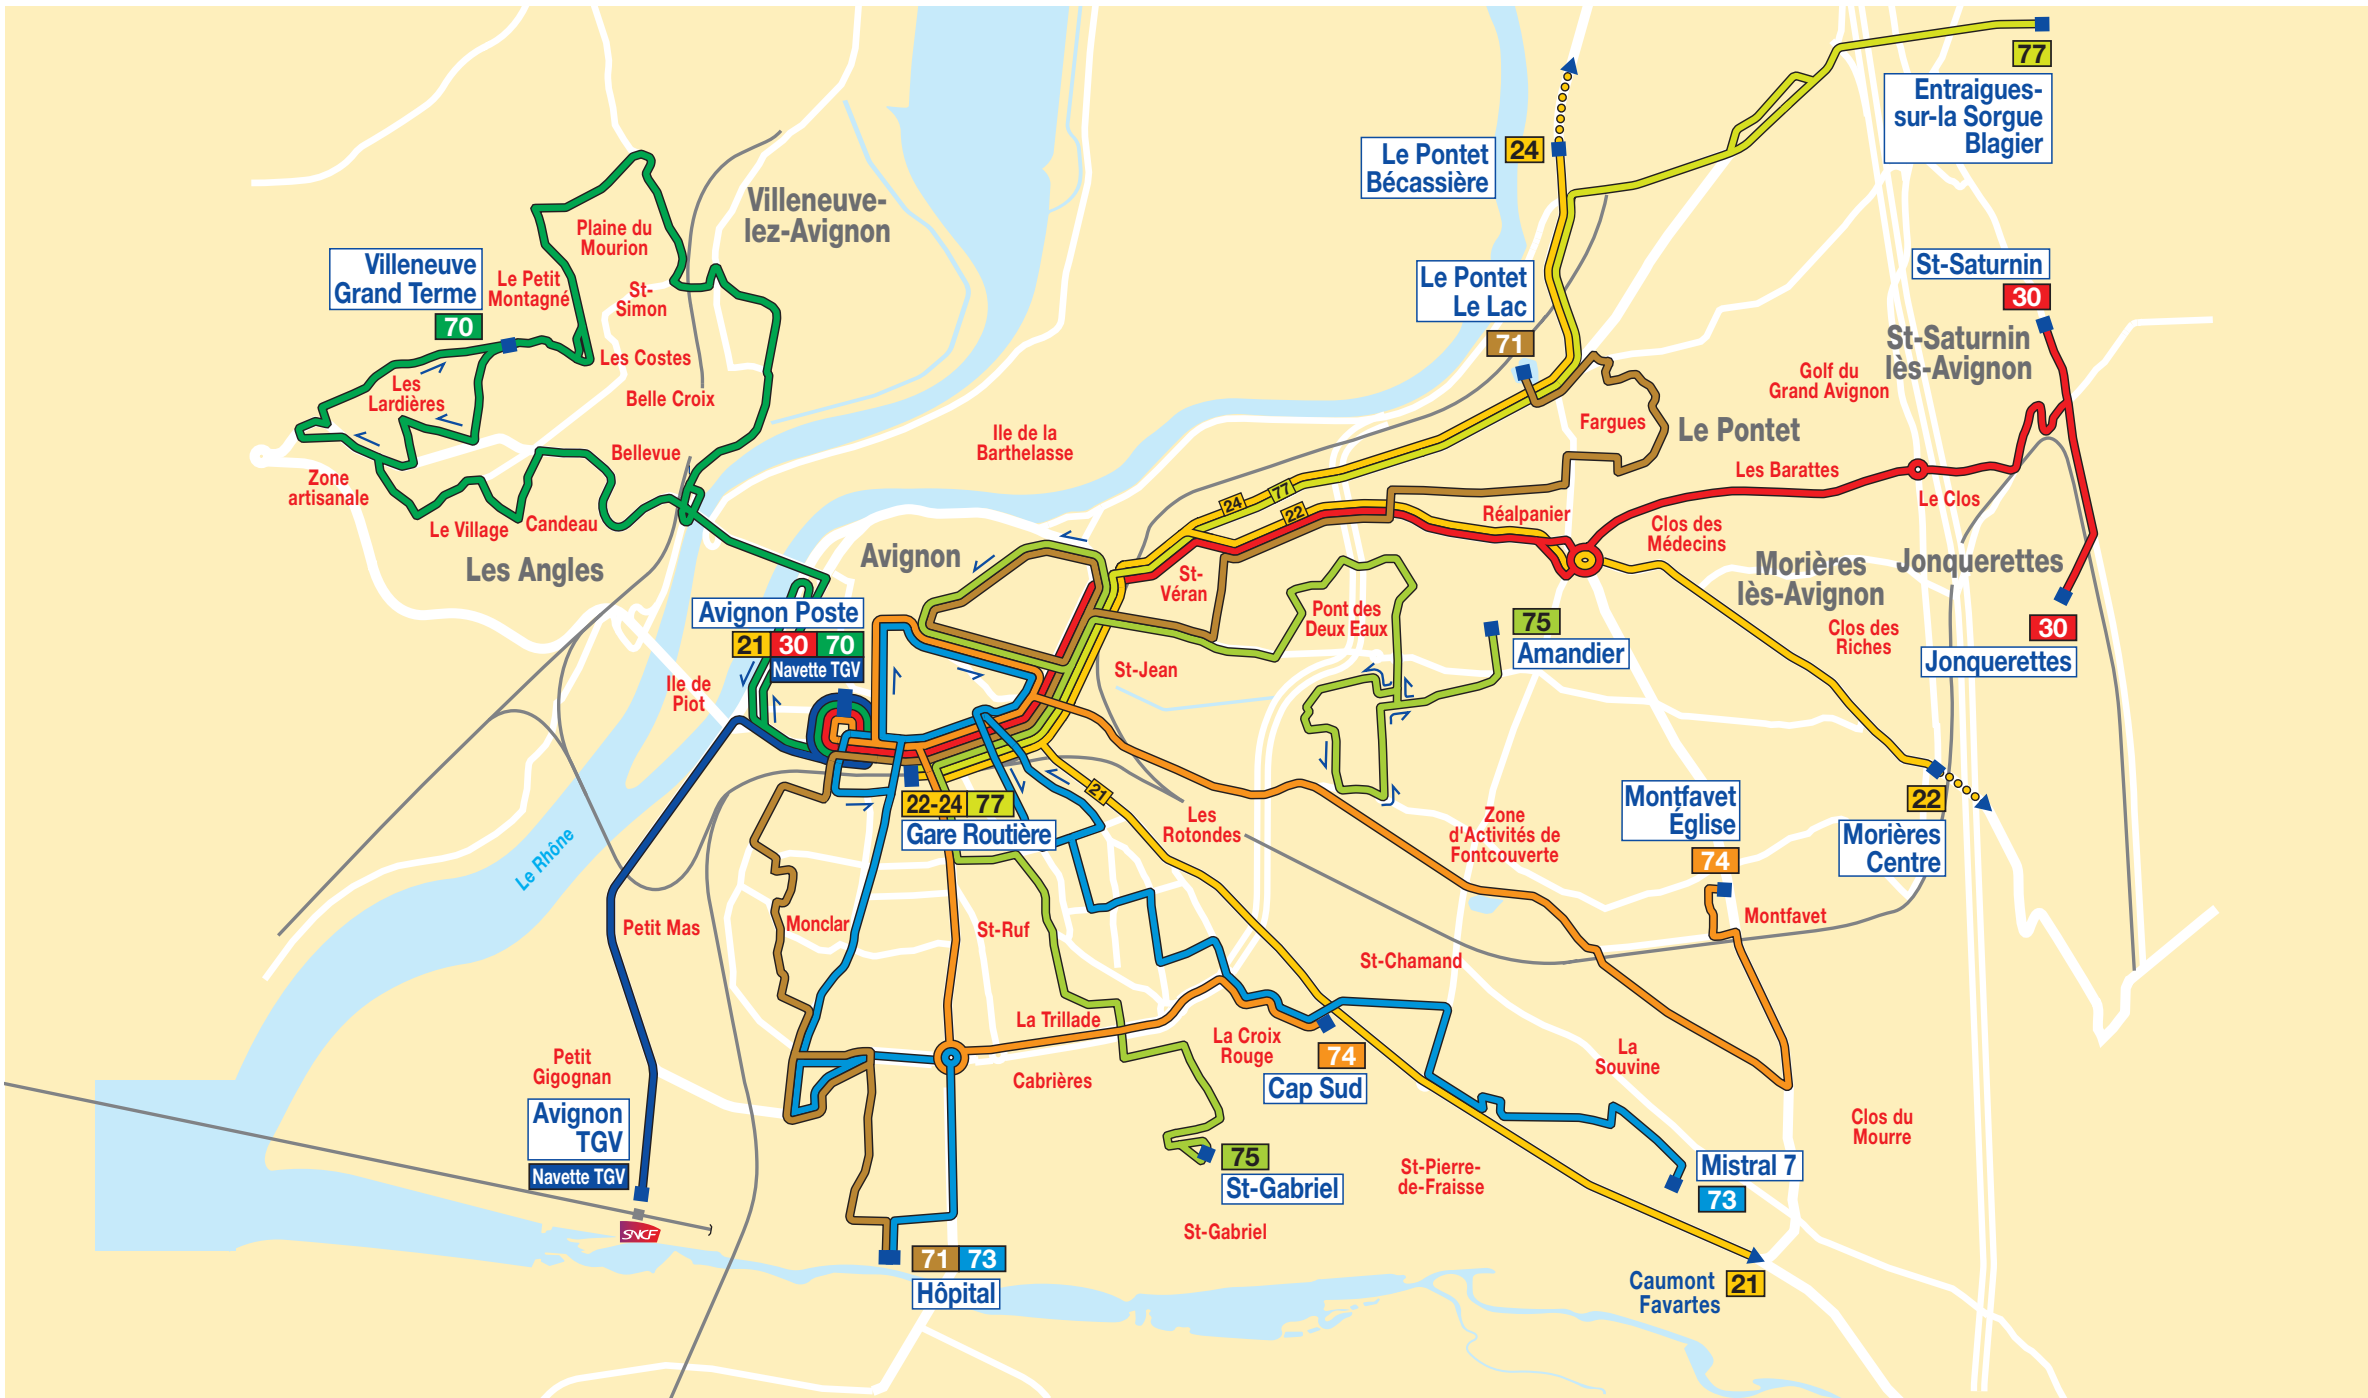 77
Entraigues-
sur-la Sorgue
Blagier
Le Pontet
Bécassière
24
Villeneuve-
lez-Avignon
Plaine du
Mourion
Villeneuve
Grand Terme
70
Le Petit
Montagné
St-
Simon
Le Pontet
Le Lac
71
St-Saturnin
30
St-Saturnin
lès-Avignon
Les Costes
Les
Lardières
Belle Croix
Golf du
Grand Avignon
Fargues
Le Pontet
Ile de la
Barthelasse
Bellevue
Les Barattes
Zone
artisanale
Le Clos
24
77
22
Réalpanier
Le Village
Candeau
Clos des
Médecins
Les Angles
Avignon
Morières
lès-Avignon
Jonquerettes
St-
Véran
Avignon Poste
21
30
70
Navette TGV
Pont des
Deux Eaux
75
Amandier
Clos des
Riches
30
Jonquerettes
St-Jean
Ile de
Piot
21
22-24
77
Gare Routière
Les
Rotondes
Zone
d'Activités de
Fontcouverte
Montfavet
Église
74
22
Morières
Centre
Le Rhône
Petit Mas
Monclar
St-Ruf
Montfavet
St-Chamand
La Trillade
La Croix
Rouge
La
Souvine
Petit
Gigognan
Cabrières
74
Cap Sud
Avignon
TGV
Navette TGV
Clos du
Mourre
75
St-Gabriel
St-Pierre-
de-Fraisse
Mistral 7
73
SNCF
St-Gabriel
71
73
Hôpital
Caumont
Favartes
21